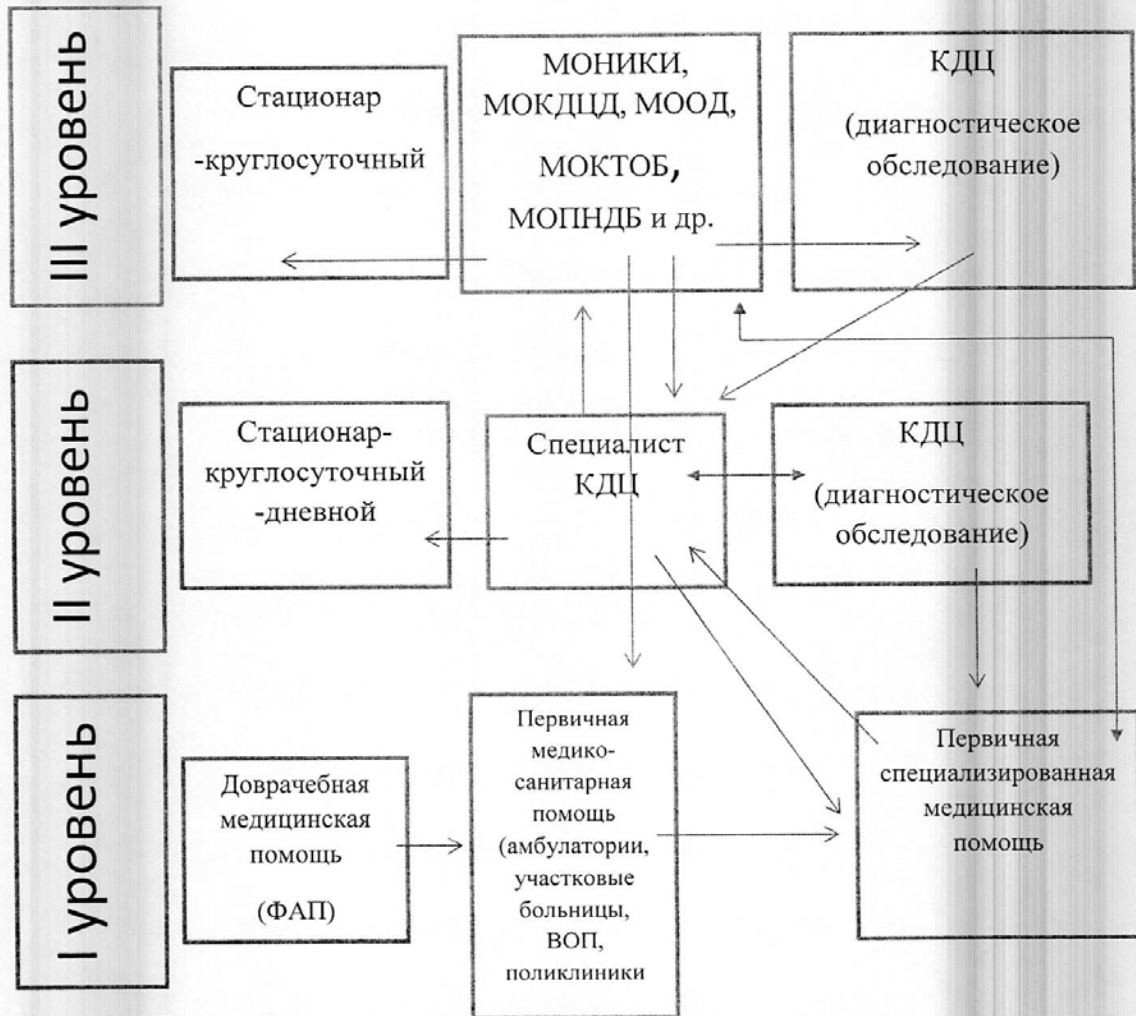 III уровень
Стационар
-круглосуточный
МОНИКИ,
МОКДЦД, МООД,
МОКТОБ,
МОПНДБ и др.
КДЦ
(диагностическое
обследование)
II уровень
Стационар-
круглосуточный
-дневной
Специалист
КДЦ
КДЦ
(диагностическое
обследование)
I уровень
Доврачебная
медицинская
помощь
(ФАП)
Первичная
медико-
санитарная
помощь
(амбулатории,
участковые
больницы,
ВОП,
поликлиники
Первичная
специализированная
медицинская
помощь